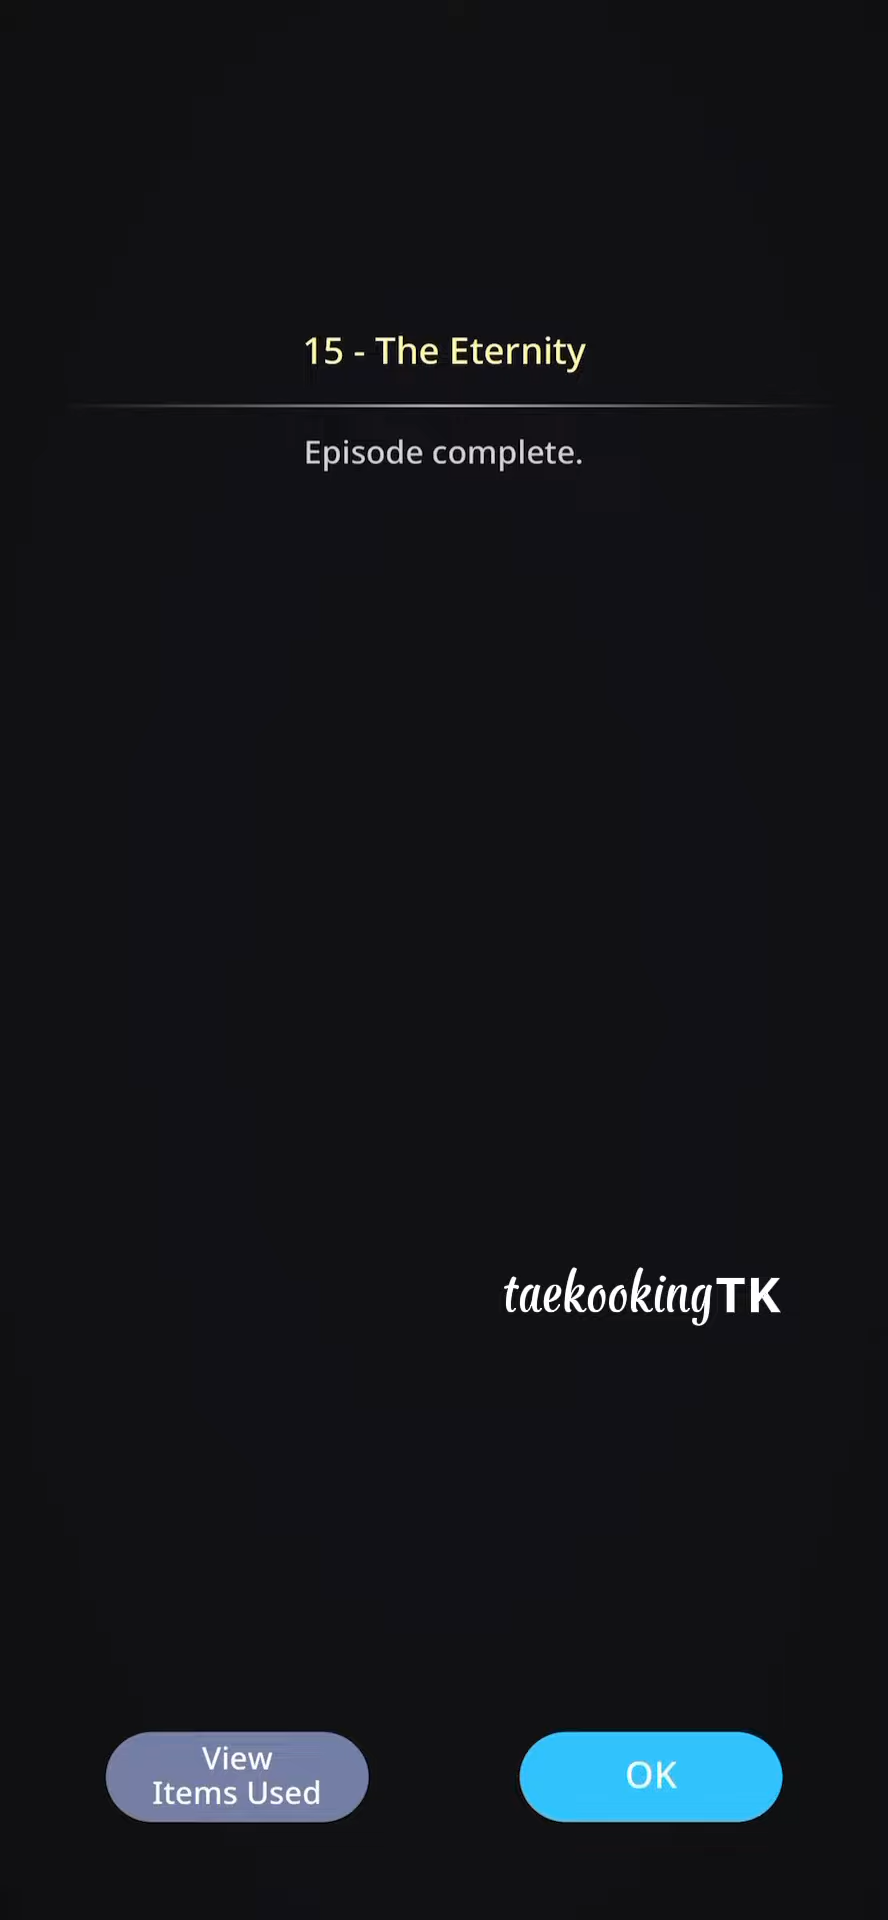 15 - The Eternity
Episode complete.
taekookingTK
View
Items Used
OK